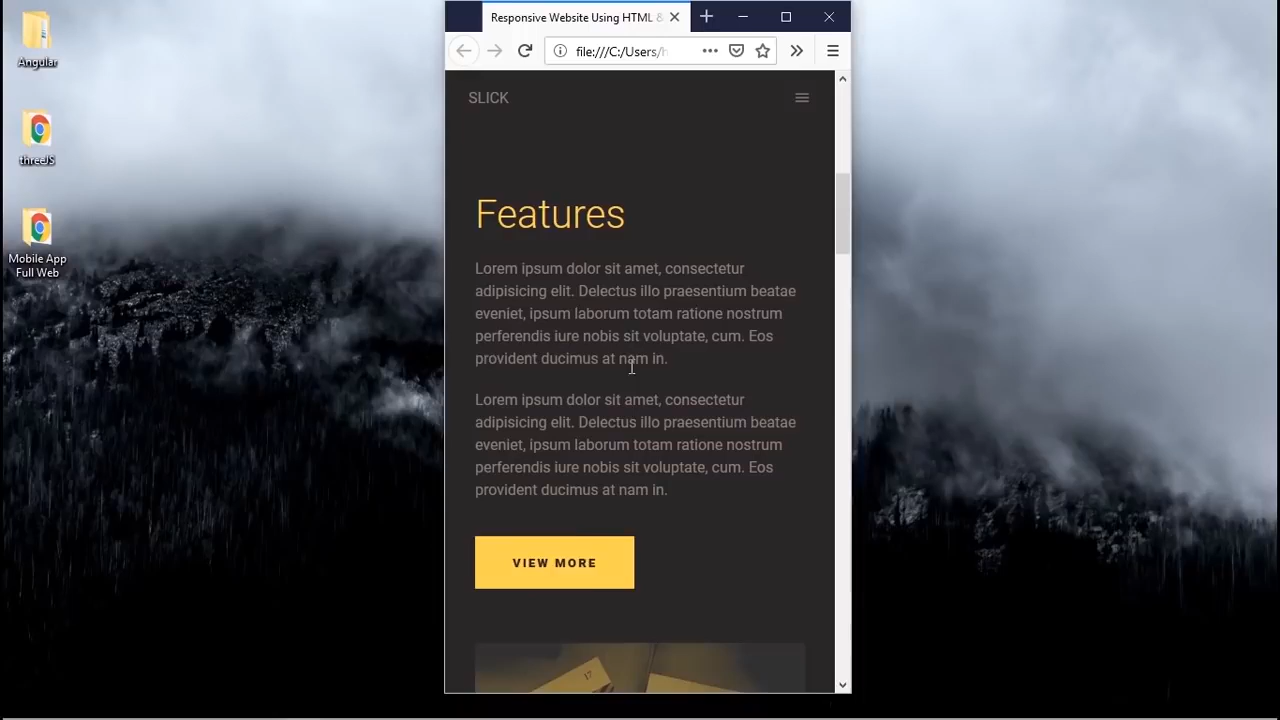 Angular
threeJS
Mobile App
Full Web
Responsive Website Using HTML &
file:///C:/Users/h
SLICK
Features
Lorem ipsum dolor sit amet, consectetur
adipisicing elit. Delectus illo praesentium beatae
eveniet, ipsum laborum totam ratione nostrum
perferendis iure nobis sit voluptate, cum. Eos
provident ducimus at nam in.
Lorem ipsum dolor sit amet, consectetur
adipisicing elit. Delectus illo praesentium beatae
eveniet, ipsum laborum totam ratione nostrum
perferendis iure nobis sit voluptate, cum. Eos
provident ducimus at nam in.
VIEW MORE
17